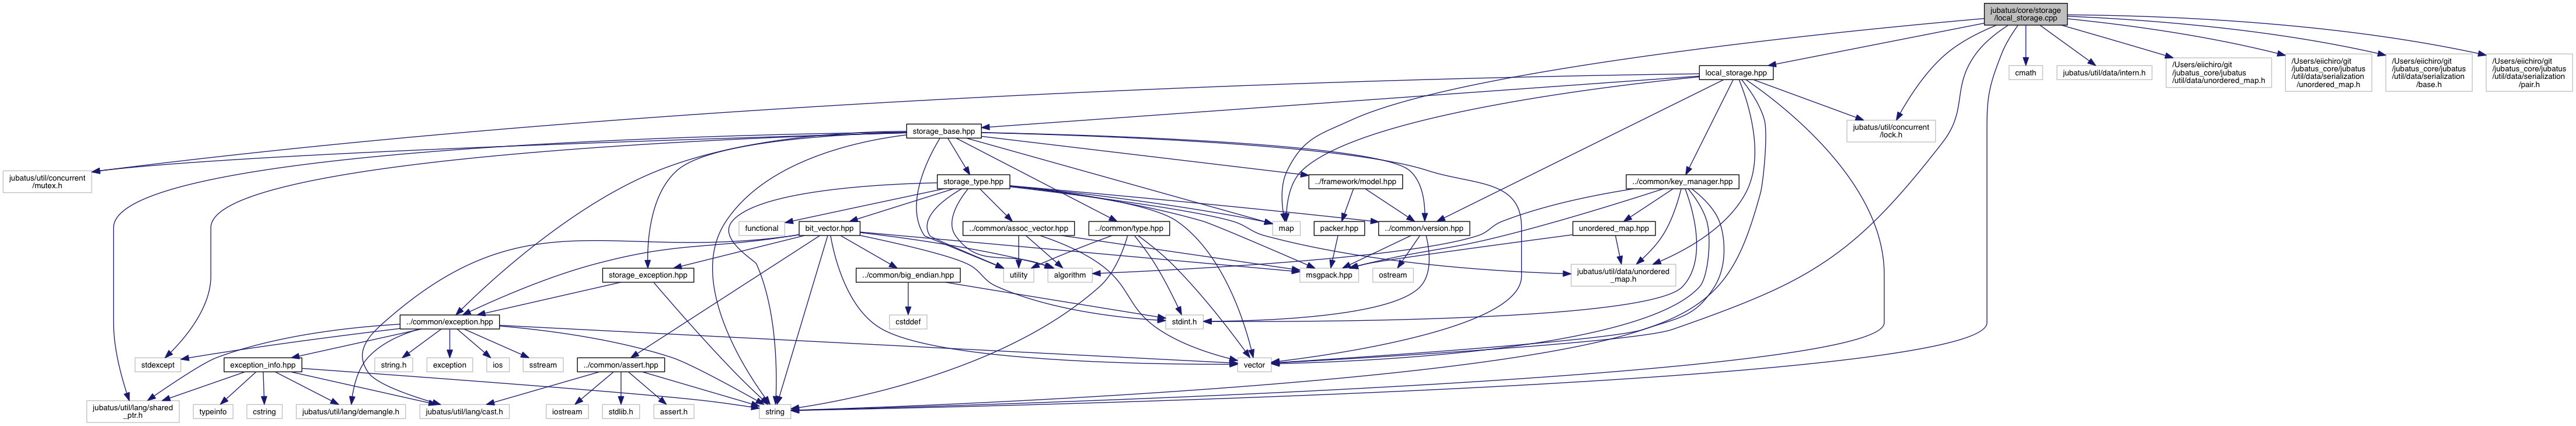 jubatus/core/storage
/local_storage.cpp
local_storage.hpp
cmath
jubatus/util/data/intern.h
/Users/eiichiro/git
/jubatus_core/jubatus
/util/data/unordered_map.h
/Users/eiichiro/git
/jubatus_core/jubatus
/util/data/serialization
/unordered_map.h
/Users/eiichiro/git
/jubatus_core/jubatus
/util/data/serialization
/base.h
/Users/eiichiro/git
/jubatus_core/jubatus
/util/data/serialization
/pair.h
storage_base.hpp
jubatus/util/concurrent
/lock.h
jubatus/util/concurrent
/mutex.h
storage_type.hpp
../framework/model.hpp
../common/key_manager.hpp
functional
bit_vector.hpp
../common/assoc_vector.hpp
../common/type.hpp
map
packer.hpp
../common/version.hpp
unordered_map.hpp
storage_exception.hpp
../common/big_endian.hpp
utility
algorithm
msgpack.hpp
ostream
jubatus/util/data/unordered
_map.h
../common/exception.hpp
cstddef
stdint.h
stdexcept
exception_info.hpp
string.h
exception
ios
sstream
../common/assert.hpp
vector
jubatus/util/lang/shared
_ptr.h
typeinfo
cstring
jubatus/util/lang/demangle.h
jubatus/util/lang/cast.h
iostream
stdlib.h
assert.h
string